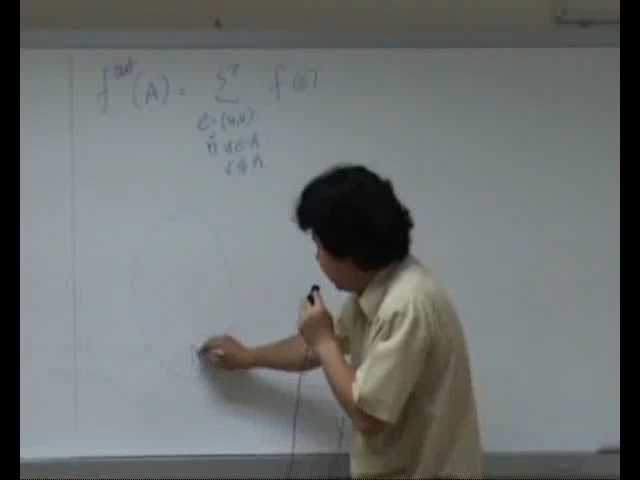 f^out (A) = Σ f(e)
e=(u,v)
u∈A
v∉A